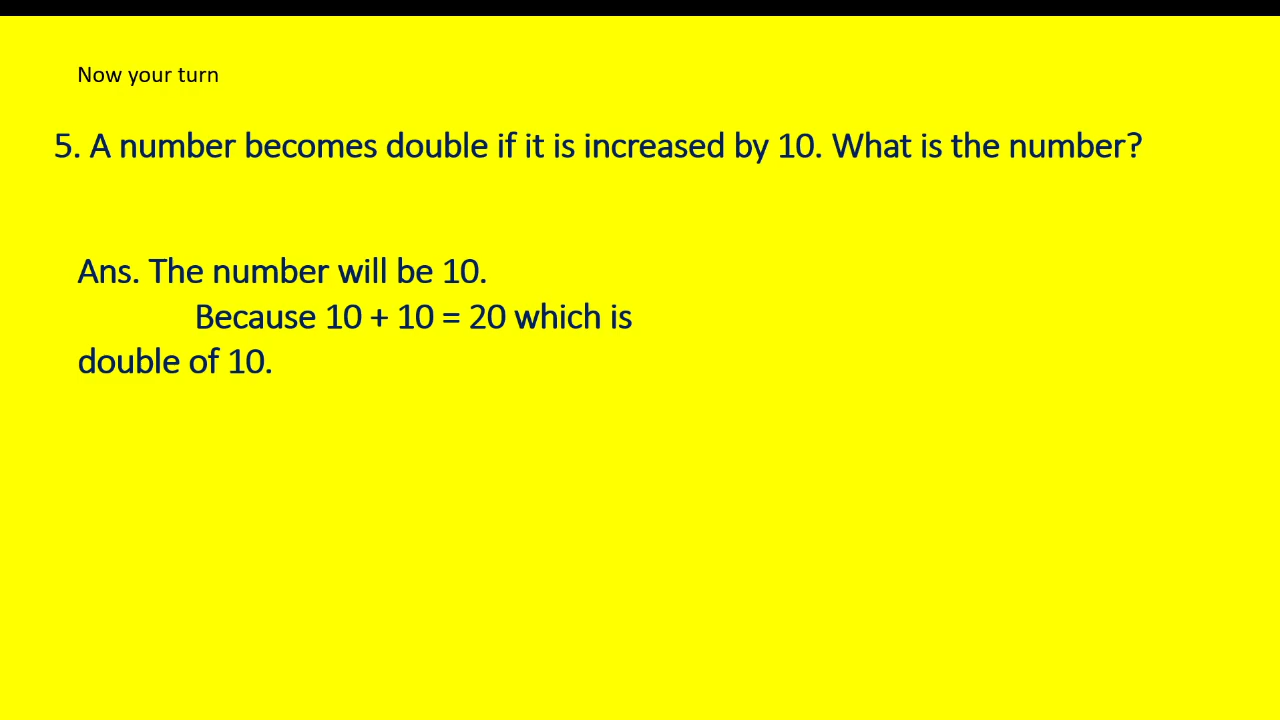 Now your turn
5. A number becomes double if it is increased by 10. What is the number?
Ans. The number will be 10.
Because 10 + 10 = 20 which is
double of 10.